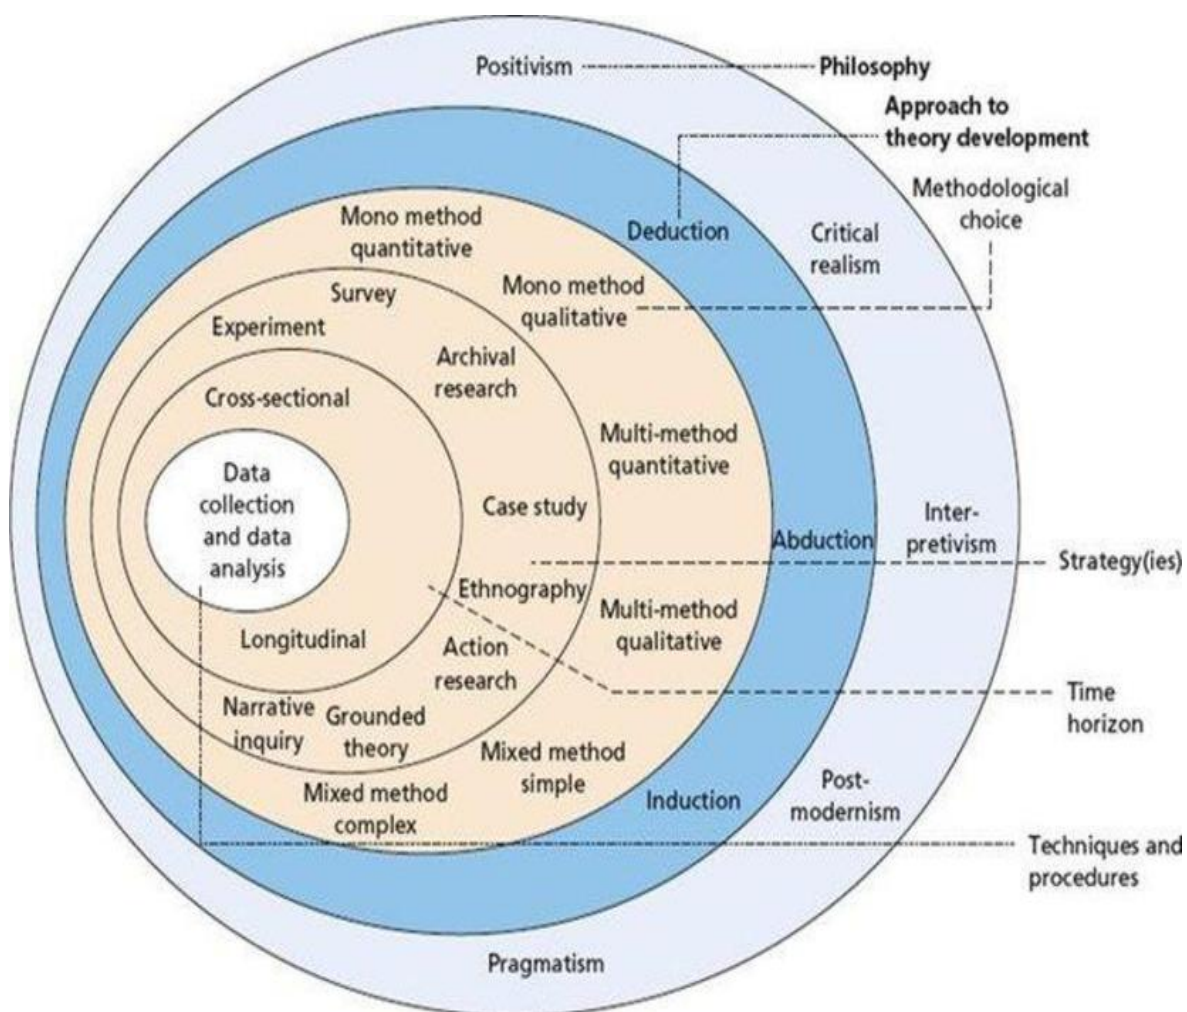 Positivism
Philosophy
Approach to
theory development
Methodological
choice
Mono method
quantitative
Deduction
Critical
realism
Mono method
qualitative
Survey
Experiment
Archival
research
Cross-sectional
Multi-method
quantitative
Data
collection
and data
analysis
Case study
Abduction
Inter-
pretivism
Strategy(ies)
Ethnography
Multi-method
qualitative
Longitudinal
Action
research
Time
horizon
Narrative
inquiry
Grounded
theory
Mixed method
simple
Mixed method
complex
Induction
Post-
modernism
Techniques and
procedures
Pragmatism